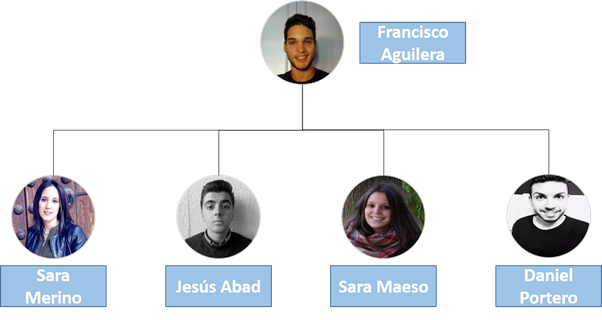 Francisco
Aguilera
Sara
Merino
Jesús Abad
Sara Maeso
Daniel
Portero